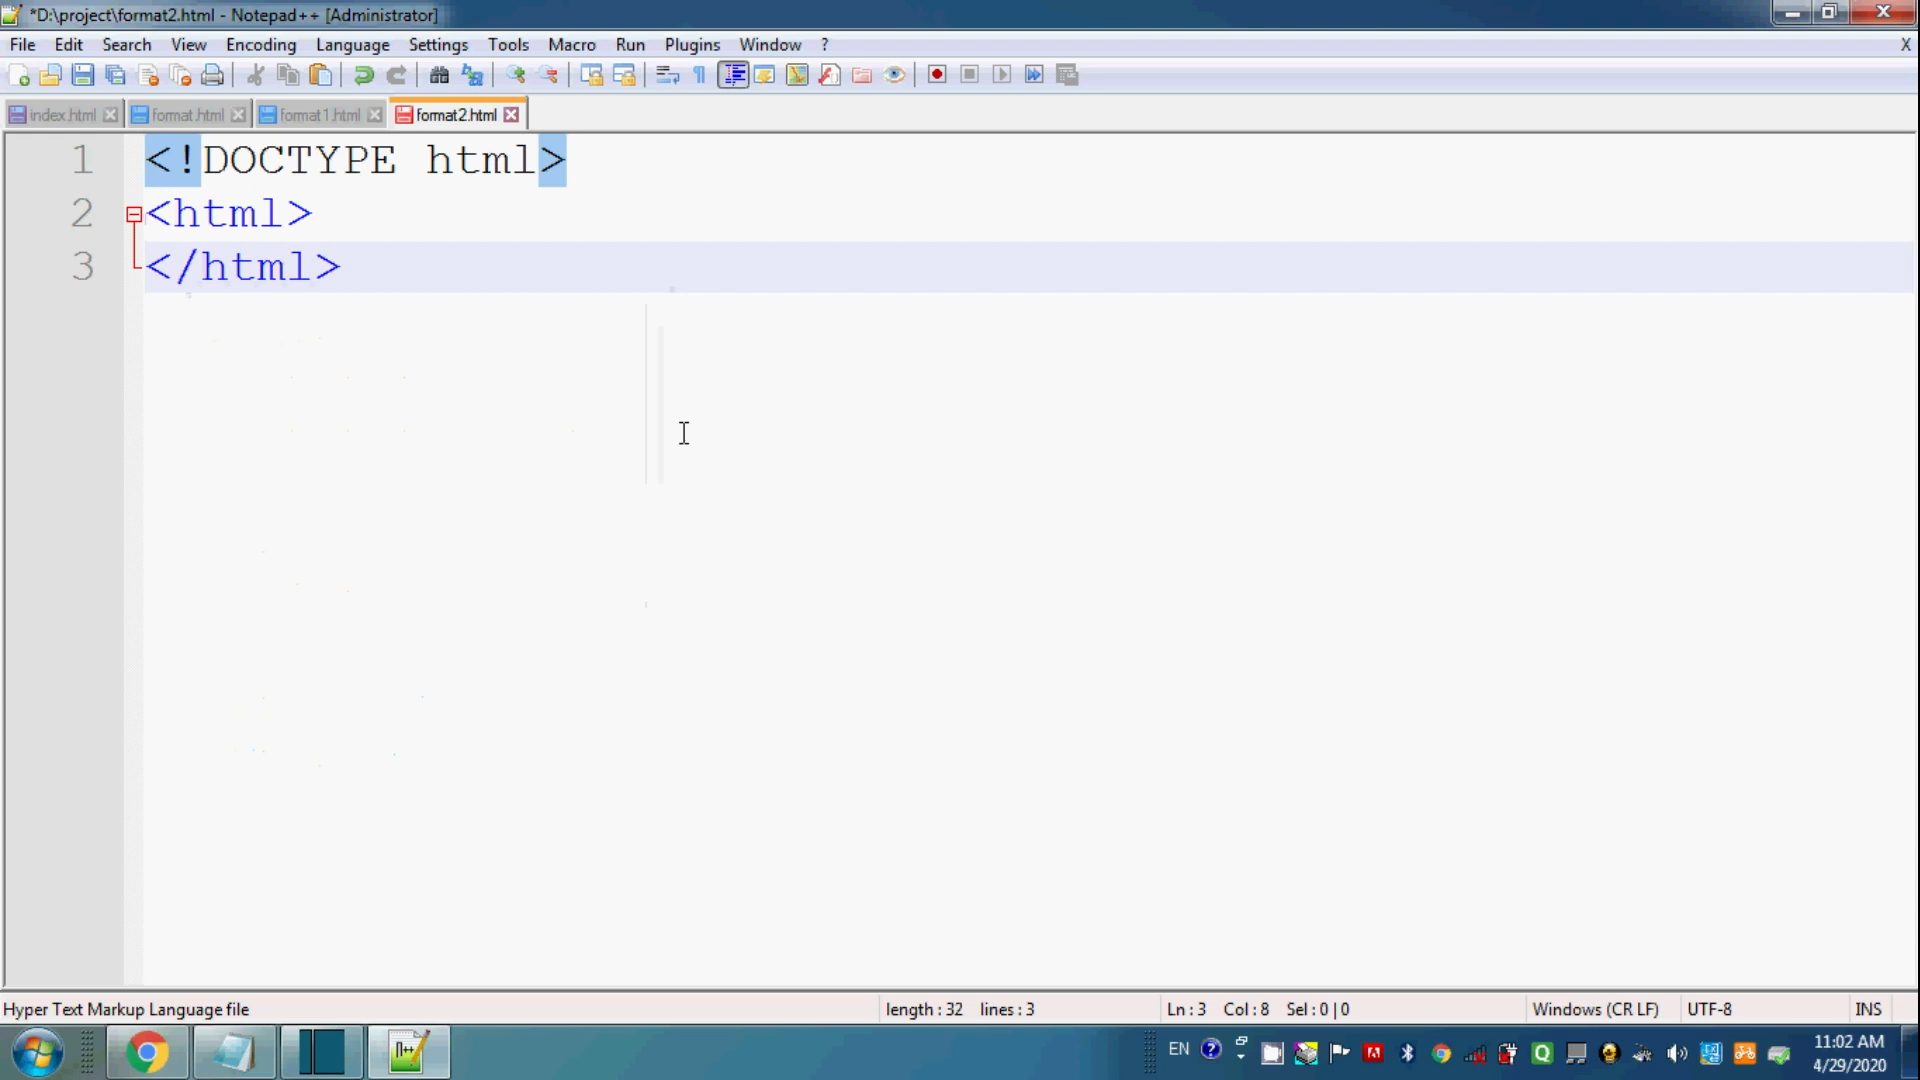 *D:\project\format2.html - Notepad++ [Administrator]
File Edit Search View Encoding Language Settings Tools Macro Run Plugins Window ? X
index.html format.html format1.html format2.html
1 <!DOCTYPE html>
2 <html>
3 </html>
Hyper Text Markup Language file length : 32 lines : 3 Ln : 3 Col : 8 Sel : 0 | 0 Windows (CR LF) UTF-8 INS
EN 11:02 AM
4/29/2020